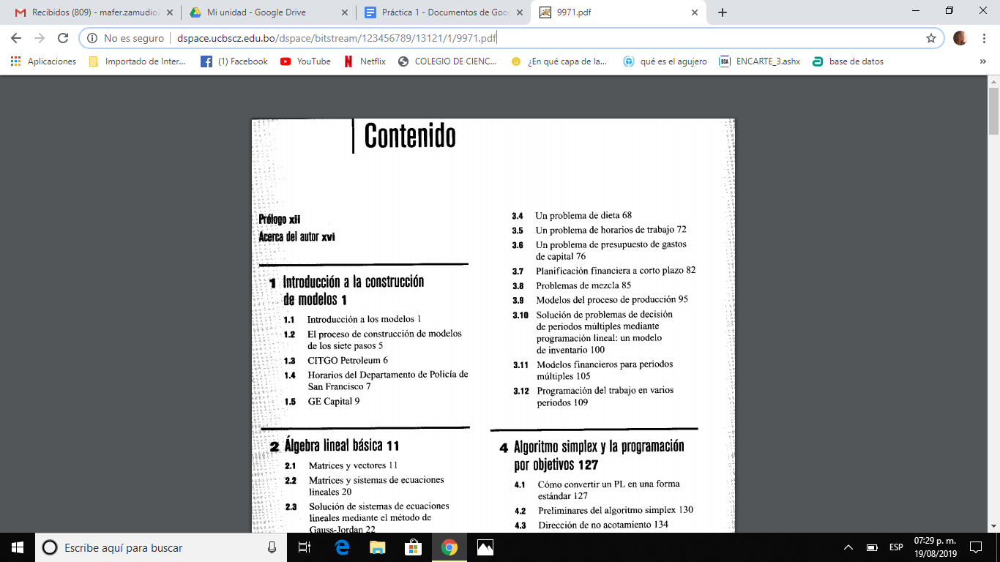 Recibidos (809) - mafer.zamudio2
Mi unidad - Google Drive
Práctica 1 - Documentos de Goog
9971.pdf
No es seguro
dspace.ucbscz.edu.bo/dspace/bitstream/123456789/13121/1/9971.pdf
Aplicaciones
Importado de Inter...
(1) Facebook
YouTube
Netflix
COLEGIO DE CIENC...
¿En qué capa de la...
qué es el agujero
BSA
ENCARTE_3.ashx
base de datos
»
Contenido
Prólogo xii
Acerca del autor xvi
1 Introducción a la construcción
de modelos 1
1.1 Introducción a los modelos 1
1.2 El proceso de construcción de modelos
de los siete pasos 5
1.3 CITGO Petroleum 6
1.4 Horarios del Departamento de Policía de
San Francisco 7
1.5 GE Capital 9
2 Álgebra lineal básica 11
2.1 Matrices y vectores 11
2.2 Matrices y sistemas de ecuaciones
lineales 20
2.3 Solución de sistemas de ecuaciones
lineales mediante el método de
Gauss-Jordan 22
3.4 Un problema de dieta 68
3.5 Un problema de horarios de trabajo 72
3.6 Un problema de presupuesto de gastos
de capital 76
3.7 Planificación financiera a corto plazo 82
3.8 Problemas de mezcla 85
3.9 Modelos del proceso de producción 95
3.10 Solución de problemas de decisión
de periodos múltiples mediante
programación lineal: un modelo
de inventario 100
3.11 Modelos financieros para periodos
múltiples 105
3.12 Programación del trabajo en varios
periodos 109
4 Algoritmo simplex y la programación
por objetivos 127
4.1 Cómo convertir un PL en una forma
estándar 127
4.2 Preliminares del algoritmo simplex 130
4.3 Dirección de no acotamiento 134
Escribe aquí para buscar
ESP
07:29 p. m.
19/08/2019